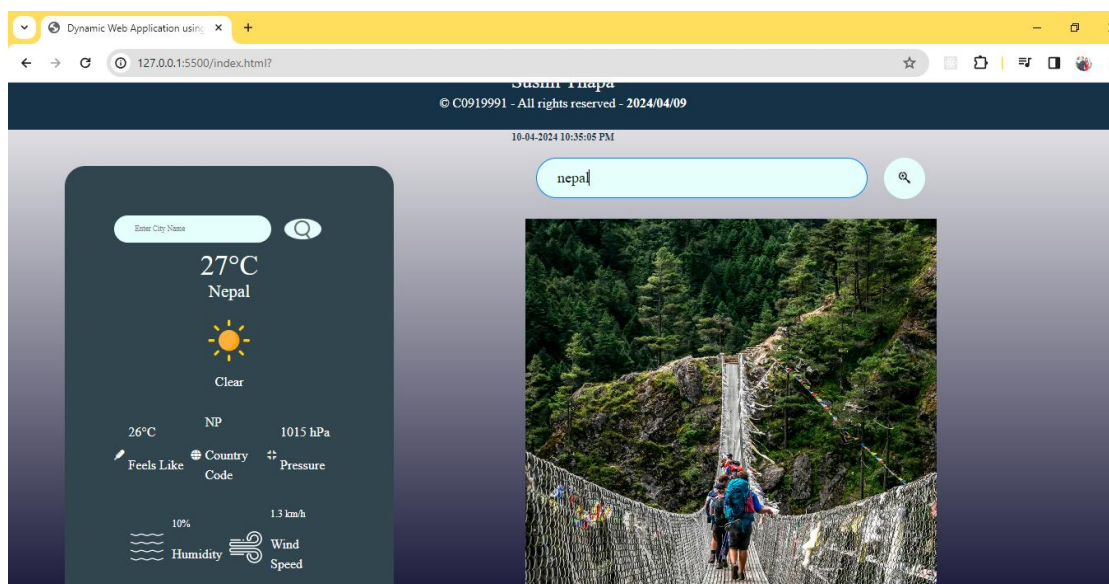 Dynamic Web Application using
127.0.0.1:5500/index.html?
Sushil Thapa
© C0919991 - All rights reserved - 2024/04/09
10-04-2024 10:35:05 PM
nepal
Enter City Name
27°C
Nepal
Clear
26°C NP 1015 hPa
Feels Like Country Code Pressure
10% 1.3 km/h
Humidity Wind Speed